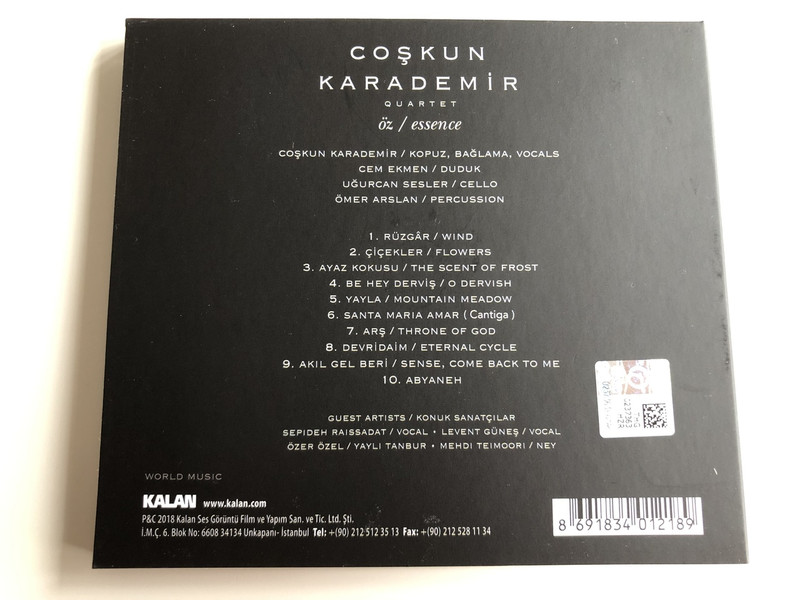 COŞKUN
KARADEMİR
QUARTET
öz / essence
COŞKUN KARADEMİR / KOPUZ, BAĞLAMA, VOCALS
CEM EKMEN / DUDUK
UĞURCAN SESLER / CELLO
ÖMER ARSLAN / PERCUSSION
1. RÜZGÂR / WIND
2. ÇİÇEKLER / FLOWERS
3. AYAZ KOKUSU / THE SCENT OF FROST
4. BE HEY DERVİŞ / O DERVISH
5. YAYLA / MOUNTAIN MEADOW
6. SANTA MARIA AMAR ( Cantiga )
7. ARŞ / THRONE OF GOD
8. DEVRİDAİM / ETERNAL CYCLE
9. AKIL GEL BERİ / SENSE, COME BACK TO ME
10. ABYANEH
GUEST ARTISTS / KONUK SANATÇILAR
SEPIDEH RAISSADAT / VOCAL • LEVENT GÜNEŞ / VOCAL
ÖZER ÖZEL / YAYLI TANBUR • MEHDI TEIMOORI / NEY
WORLD MUSIC
KALAN www.kalan.com
P&C 2018 Kalan Ses Görüntü Film ve Yapım San. ve Tic. Ltd. Şti.
İ.M.Ç. 6. Blok No: 6608 34134 Unkapanı- İstanbul Tel: +(90) 212 512 35 13 Fax: +(90) 212 528 11 34
8 691834 012189